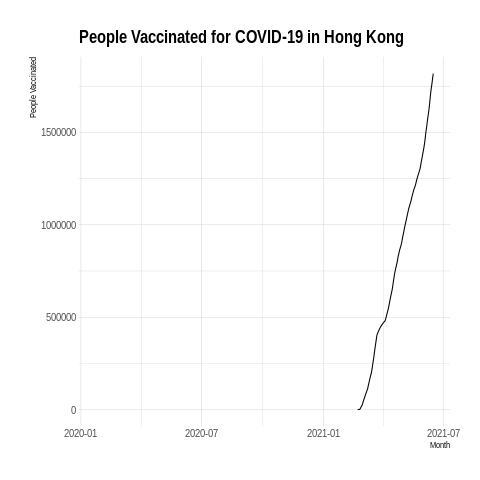 People Vaccinated for COVID-19 in Hong Kong
People Vaccinated
1500000
1000000
500000
0
2020-01 2020-07 2021-01 2021-07
Month